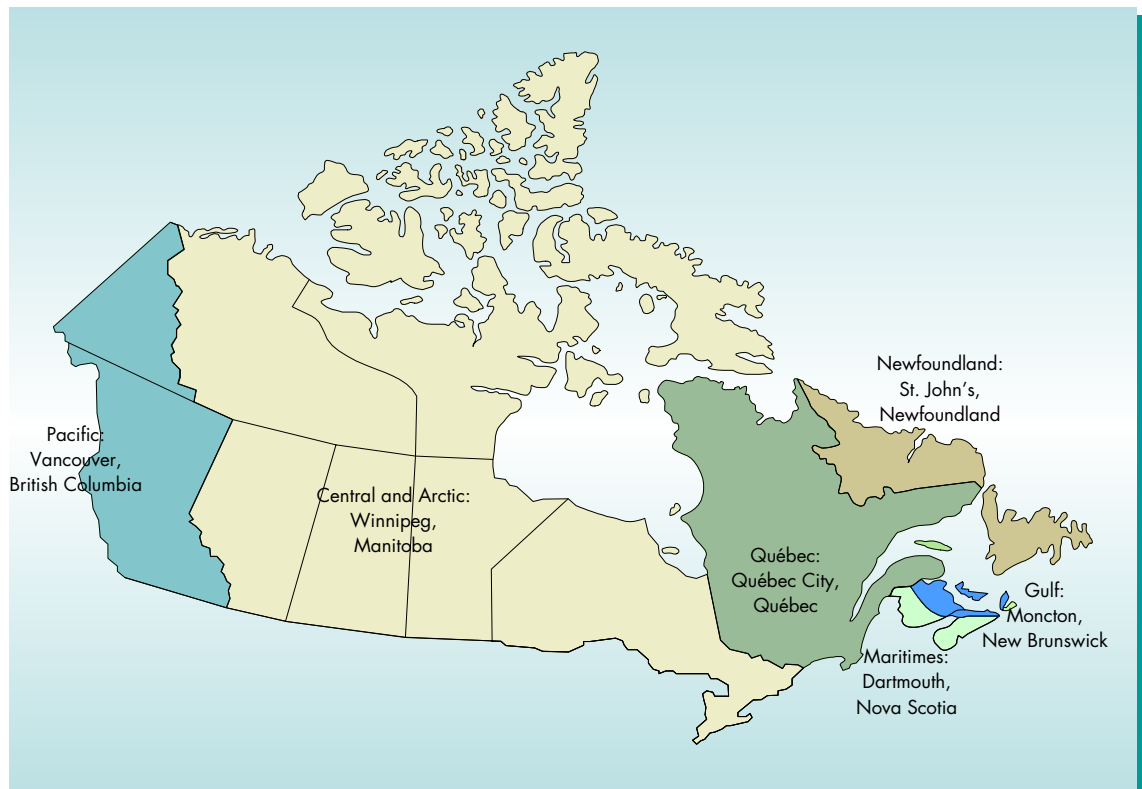 Newfoundland:
St. John's,
Newfoundland
Pacific:
Vancouver,
British Columbia
Central and Arctic:
Winnipeg,
Manitoba
Québec:
Québec City,
Québec
Gulf:
Moncton,
New Brunswick
Maritimes:
Dartmouth,
Nova Scotia